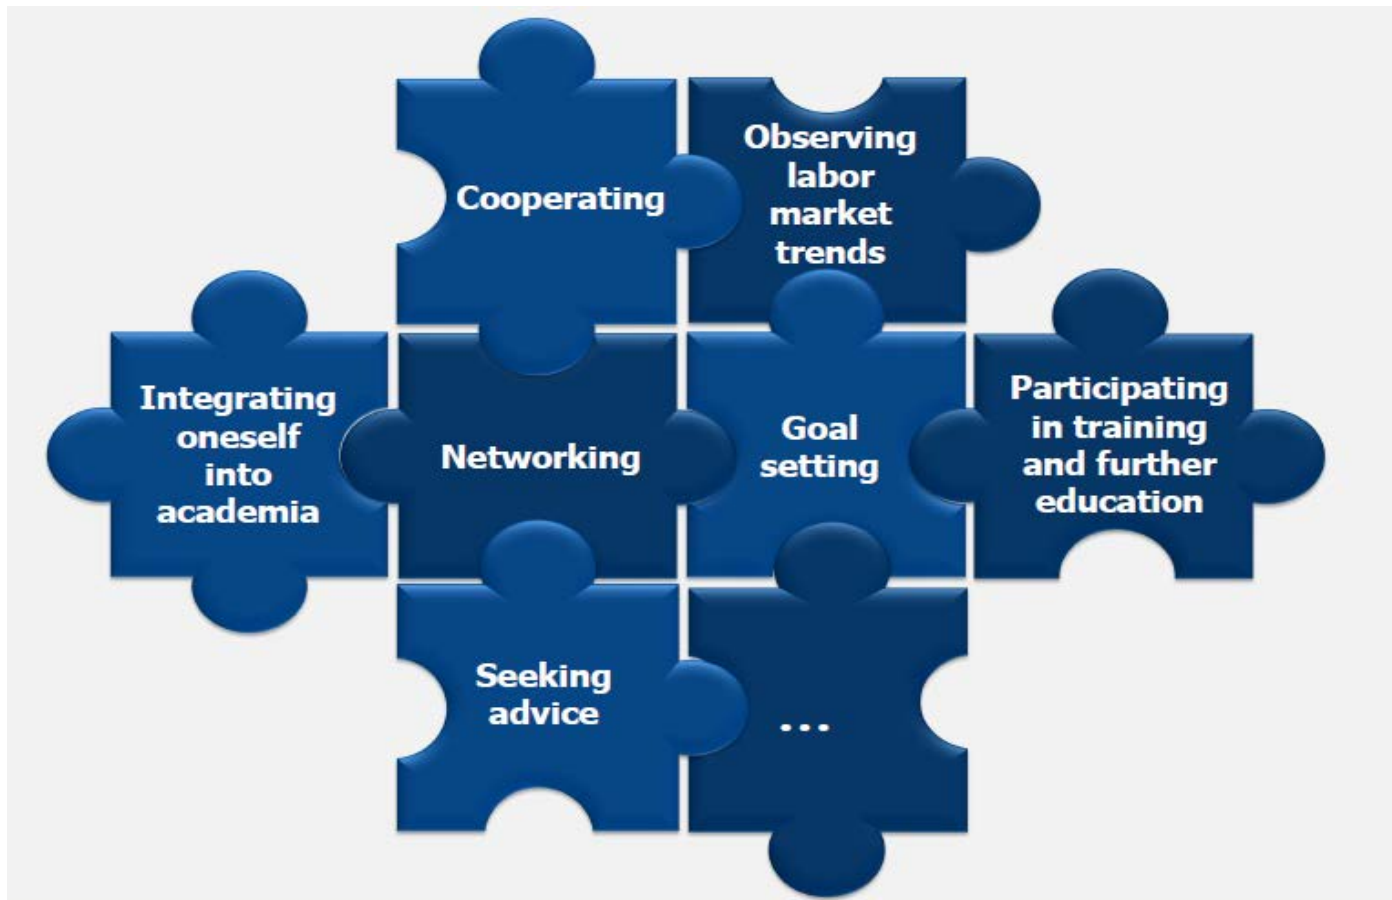 Cooperating
Observing
labor
market
trends
Integrating
oneself
into
academia
Networking
Goal
setting
Participating
in training
and further
education
Seeking
advice
...